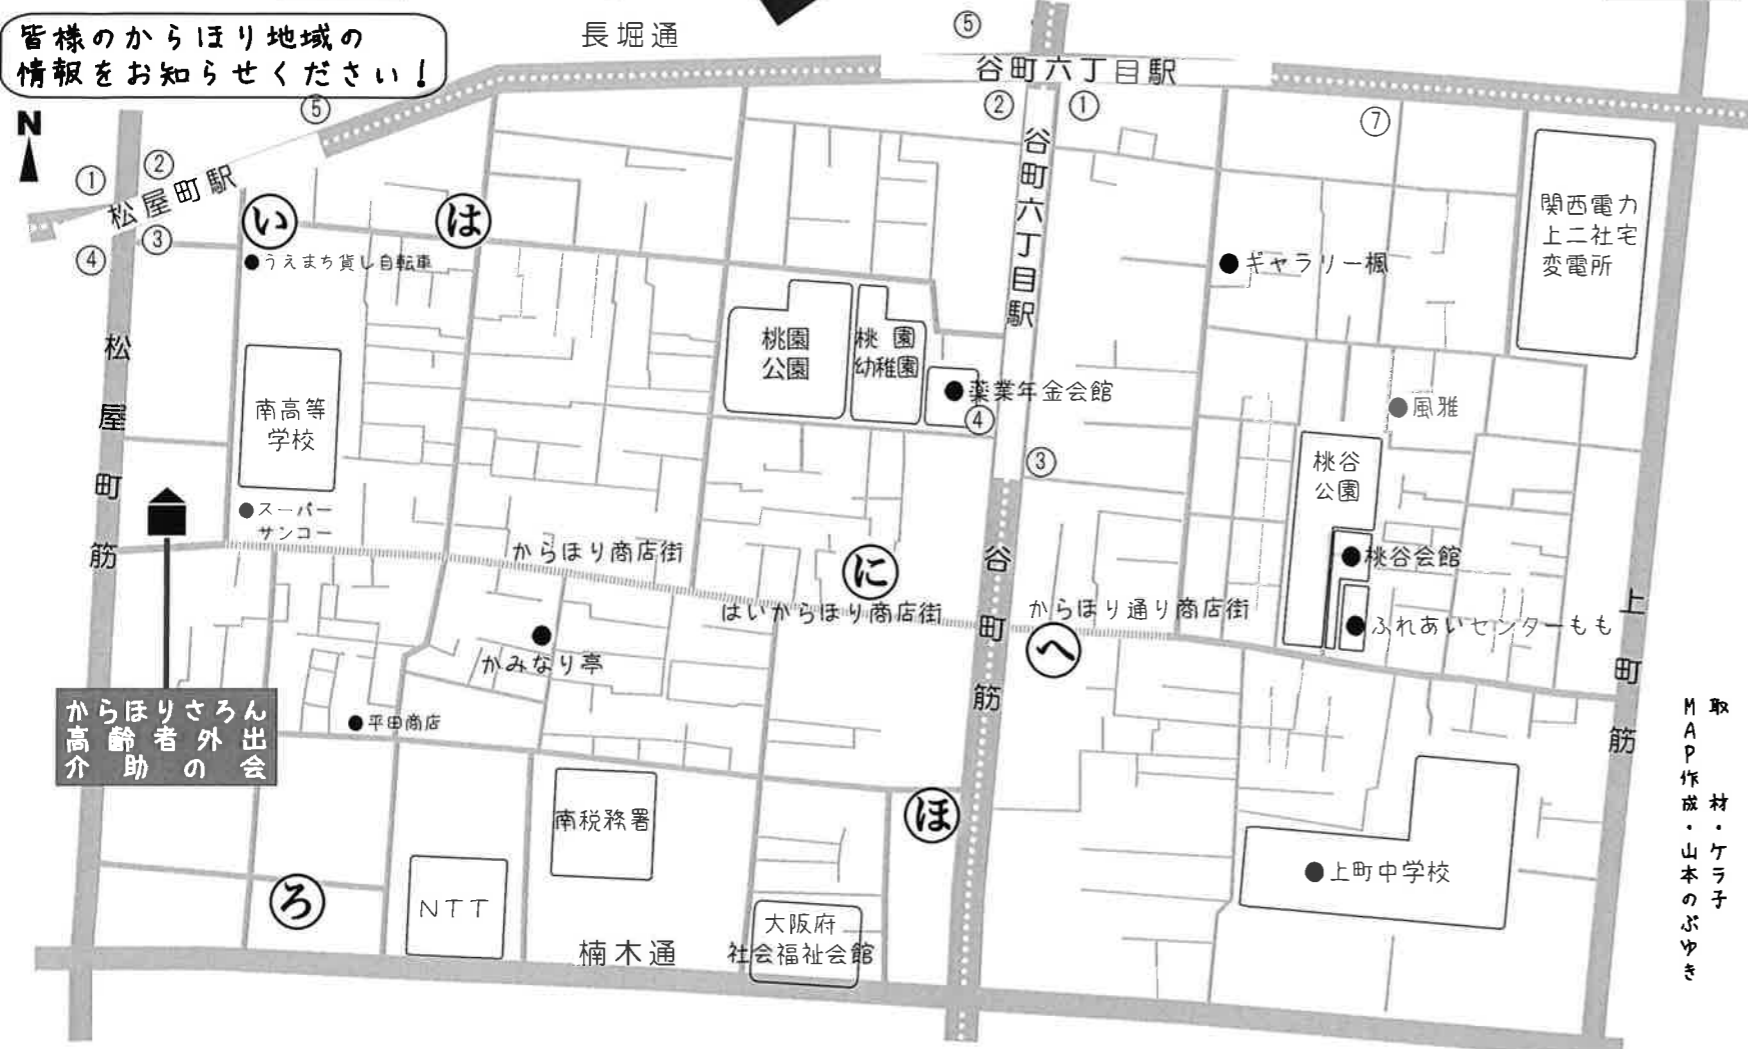 皆様のからほり地域の
情報をお知らせください！
長堀通
⑤
谷町六丁目駅
⑤
②
①
⑦
N
①
②
松屋町駅
③
④
い
は
うえまち貸し自転車
谷町六丁目駅
ギャラリー楓
関西電力
上二社宅
変電所
桃園
公園
桃園
幼稚園
薬業年金会館
④
③
風雅
南高等
学校
桃谷
公園
松屋町筋
スーパー
サンコー
からほり商店街
に
はいからほり商店街
からほり通り商店街
へ
桃谷会館
ふれあいセンターもも
谷町筋
上町筋
かみなり亭
平田商店
からほりさろん
高齢者外出
介助の会
南税務署
ほ
上町中学校
ろ
NTT
大阪府
社会福祉会館
楠木通
取材・ケラ子
MAP作成・山本のぶゆき